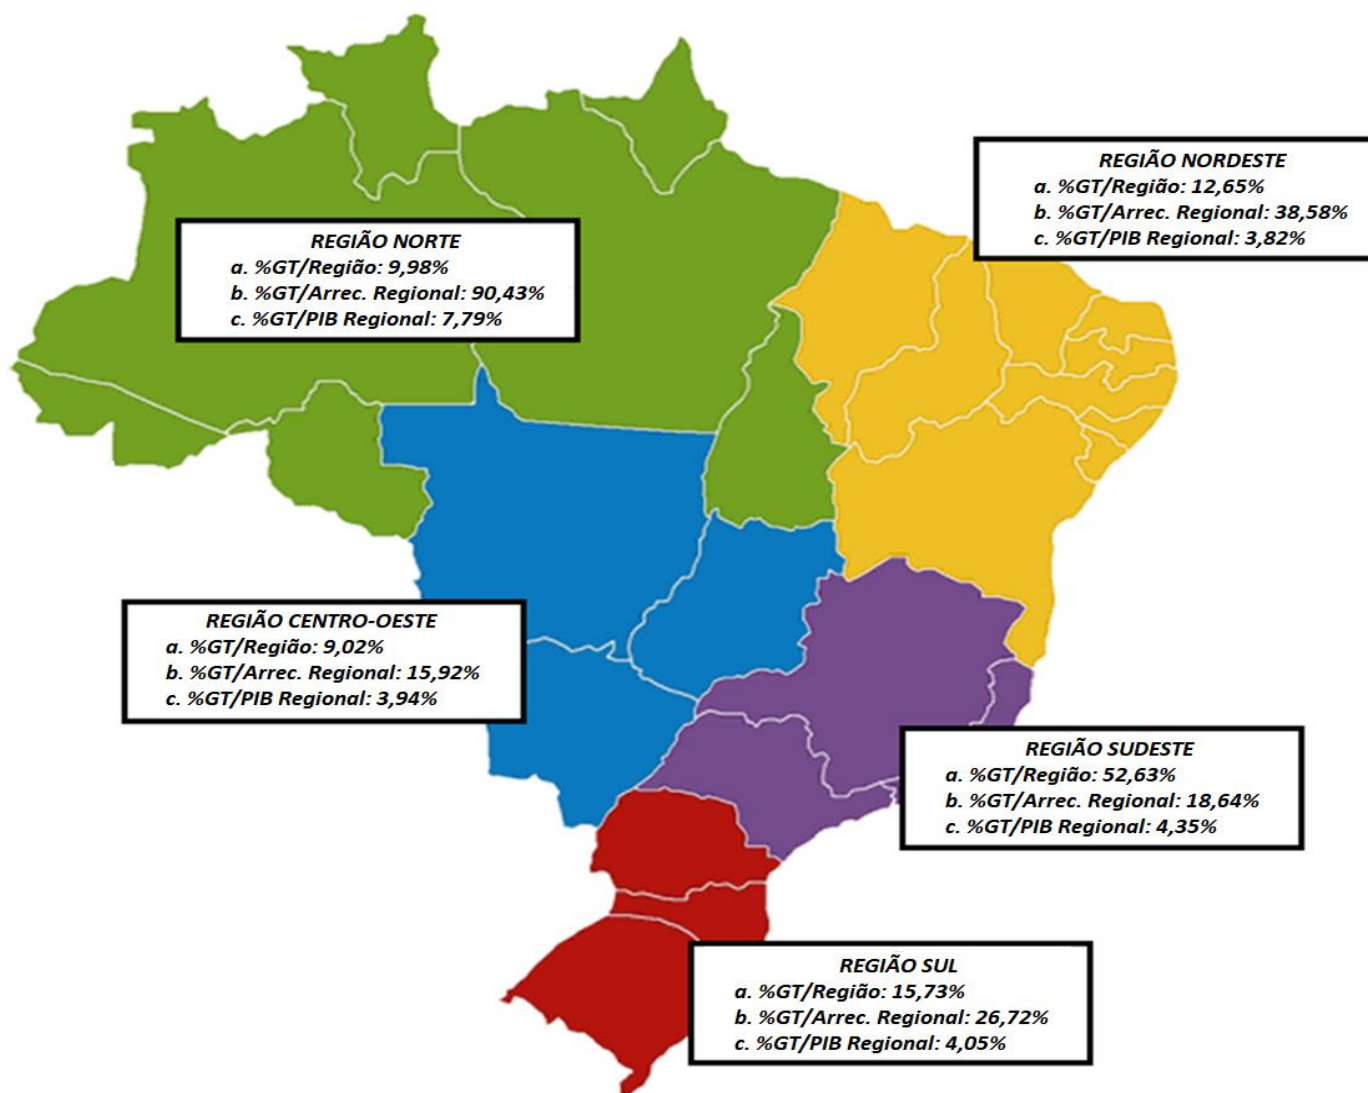 REGIÃO NORDESTE
a. %GT/Região: 12,65%
b. %GT/Arrec. Regional: 38,58%
c. %GT/PIB Regional: 3,82%
REGIÃO NORTE
a. %GT/Região: 9,98%
b. %GT/Arrec. Regional: 90,43%
c. %GT/PIB Regional: 7,79%
REGIÃO CENTRO-OESTE
a. %GT/Região: 9,02%
b. %GT/Arrec. Regional: 15,92%
c. %GT/PIB Regional: 3,94%
REGIÃO SUDESTE
a. %GT/Região: 52,63%
b. %GT/Arrec. Regional: 18,64%
c. %GT/PIB Regional: 4,35%
REGIÃO SUL
a. %GT/Região: 15,73%
b. %GT/Arrec. Regional: 26,72%
c. %GT/PIB Regional: 4,05%